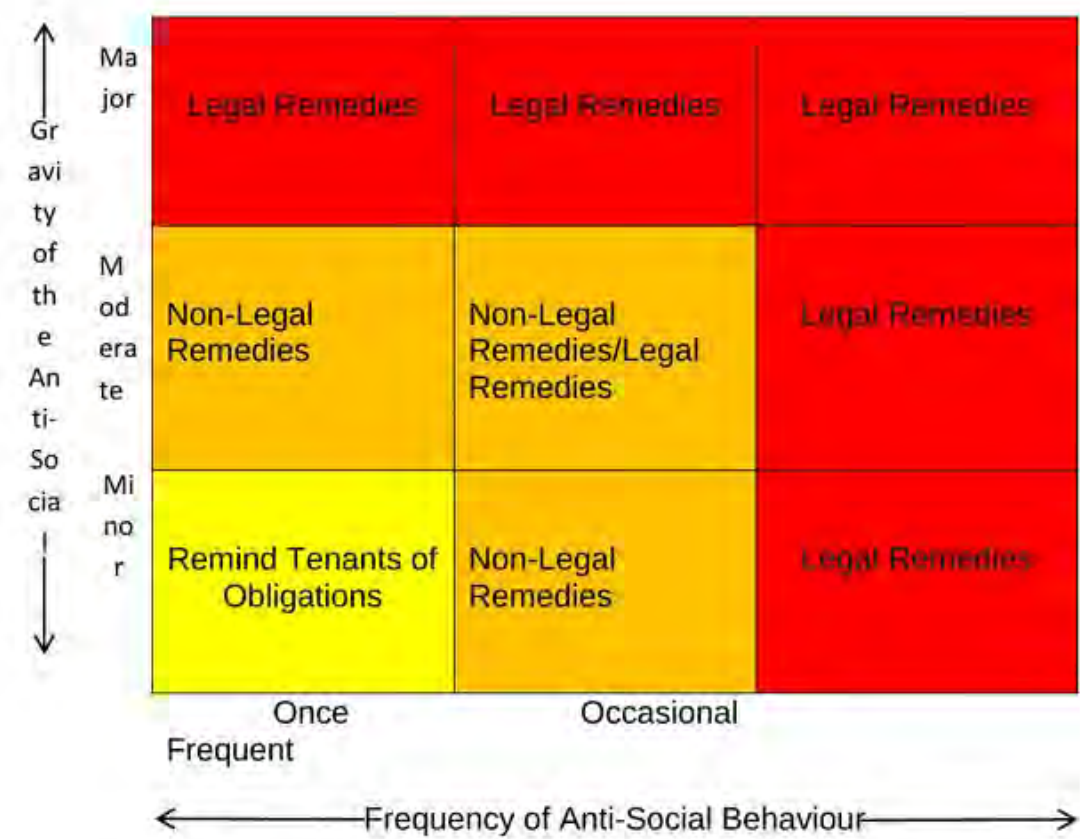 Gr
avi
ty
of
th
e
An
ti-
So
cia
l
Ma
jor
Legal Remedies
Legal Remedies
Legal Remedies
M
od
era
te
Non-Legal
Remedies
Non-Legal
Remedies/Legal
Remedies
Legal Remedies
Mi
no
r
Remind Tenants of
Obligations
Non-Legal
Remedies
Legal Remedies
Once
Occasional
Frequent
Frequency of Anti-Social Behaviour